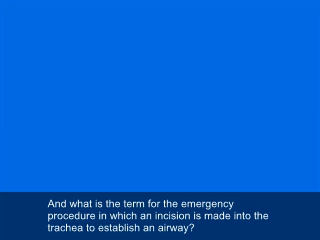 And what is the term for the emergency
procedure in which an incision is made into the
trachea to establish an airway?